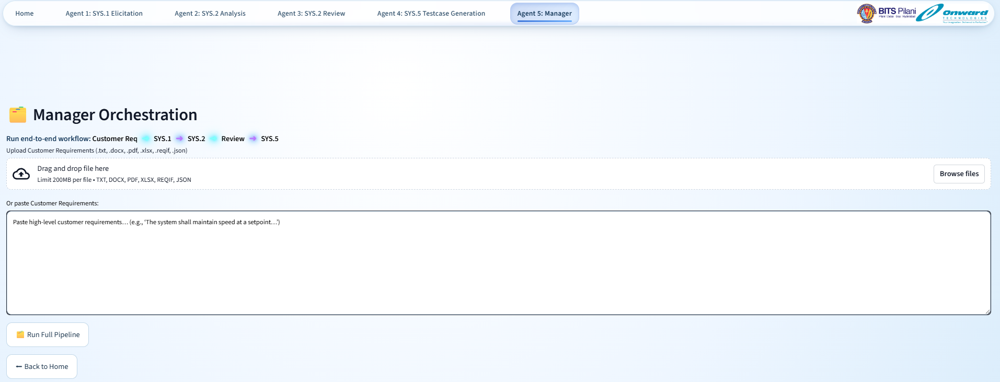 Home
Agent 1: SYS.1 Elicitation
Agent 2: SYS.2 Analysis
Agent 3: SYS.2 Review
Agent 4: SYS.5 Testcase Generation
Agent 5: Manager
BITS Pilani
Pilani | Dubai | Goa | Hyderabad
Onward
TECHNOLOGIES
Manager Orchestration
Run end-to-end workflow: Customer Req ➜ SYS.1 ➜ SYS.2 ➜ Review ➜ SYS.5
Upload Customer Requirements (.txt, .docx, .pdf, .xlsx, .reqif, .json)
Drag and drop file here
Limit 200MB per file • TXT, DOCX, PDF, XLSX, REQIF, JSON
Browse files
Or paste Customer Requirements:
Paste high-level customer requirements… (e.g., ‘The system shall maintain speed at a setpoint…’)
Run Full Pipeline
← Back to Home